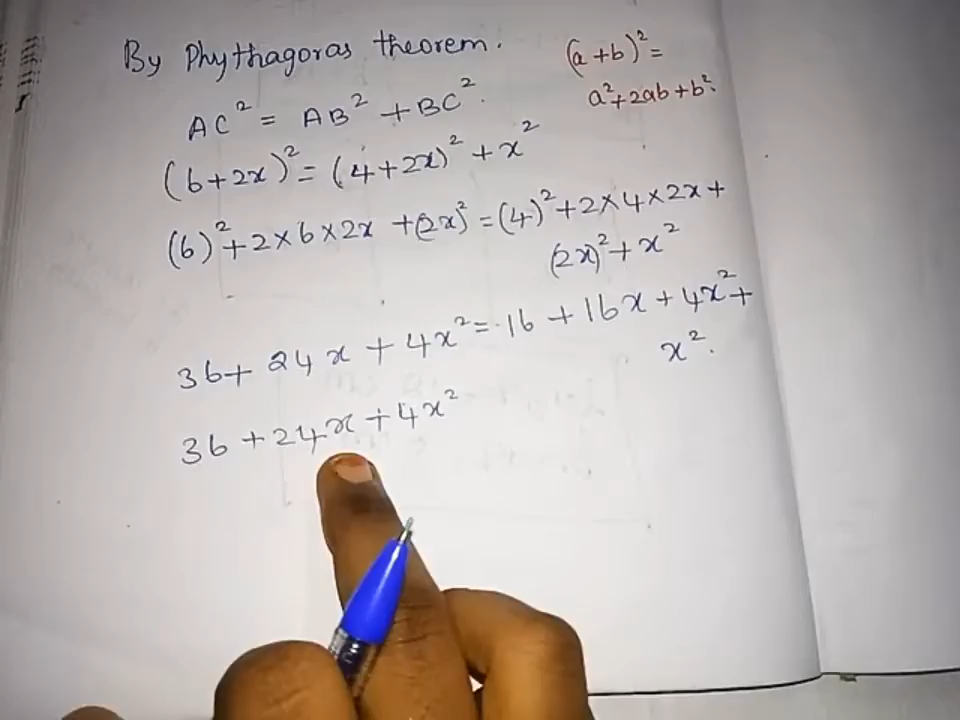 By Phythagoras theorem.
(a+b)² =
a²+2ab+b².
AC² = AB² + BC².
(6+2x)² = (4+2x)² + x²
(6)²+2×6×2x +(2x)² = (4)²+2×4×2x+
(2x)²+x²
36+ 24x + 4x² = 16 + 16x + 4x²+
x².
36 +24x +4x²